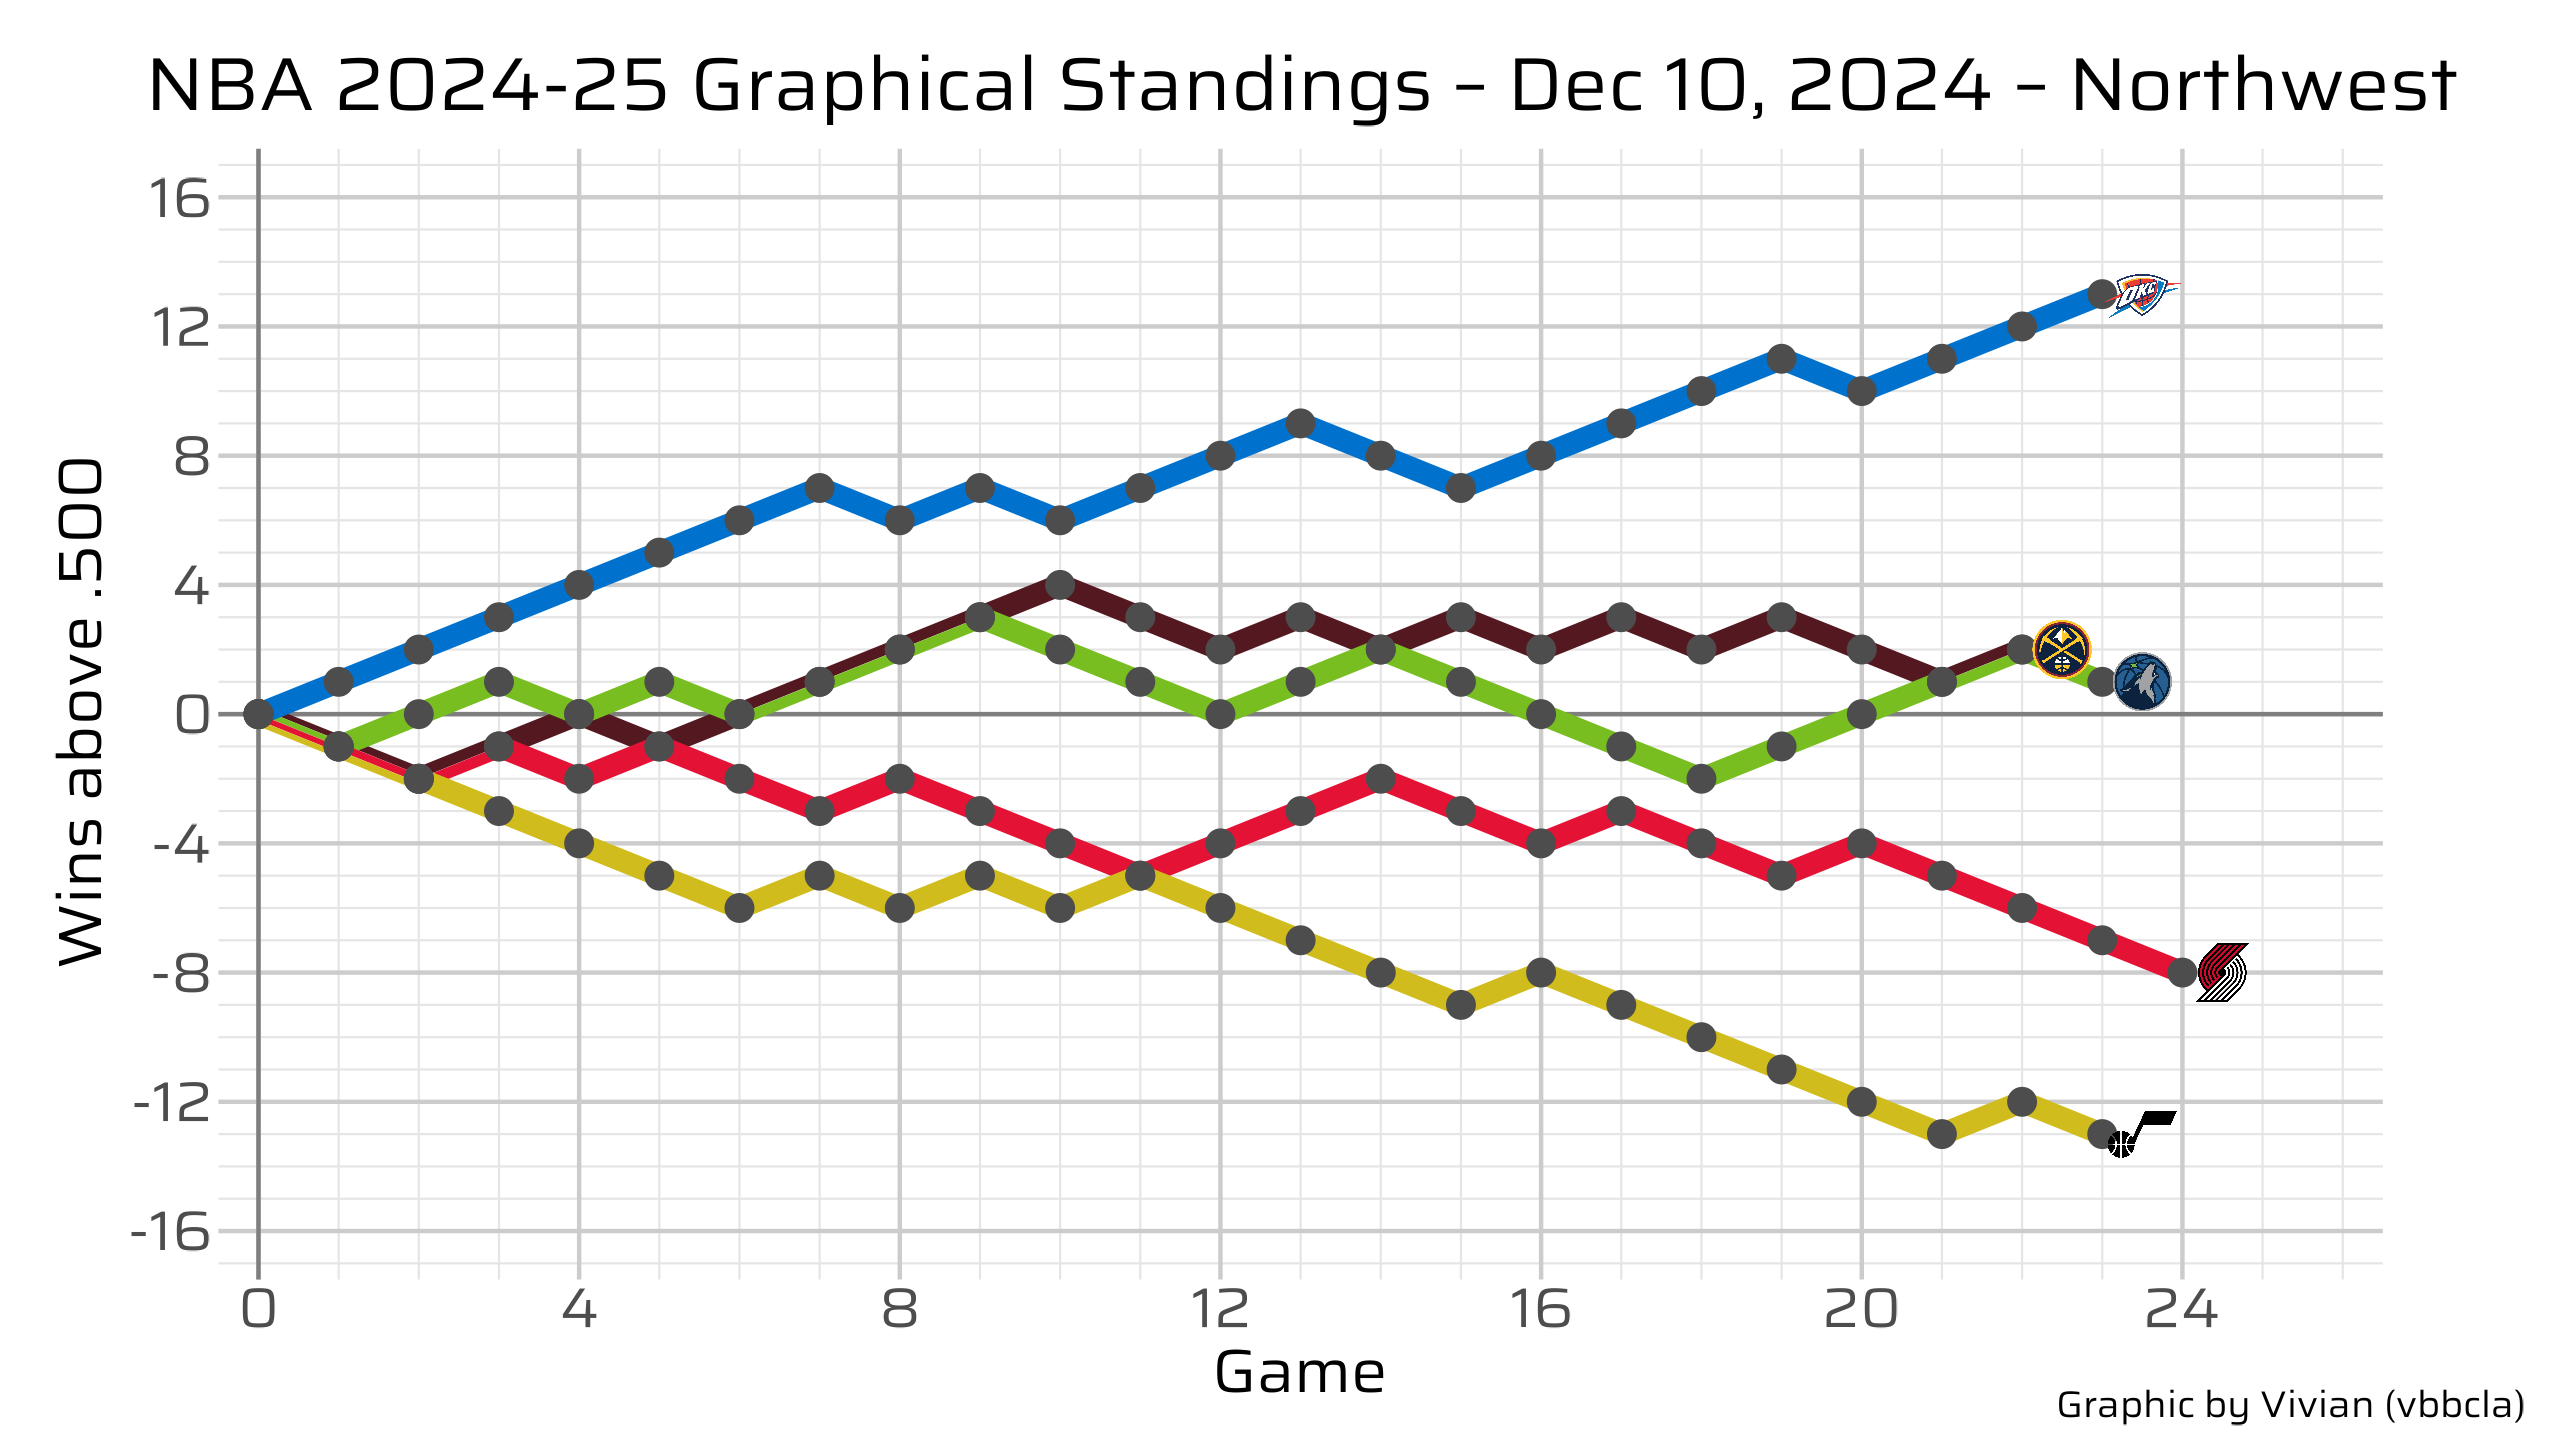 NBA 2024-25 Graphical Standings – Dec 10, 2024 – Northwest
16
12
8
4
0
-4
-8
-12
-16
Wins above .500
OKC
0 4 8 12 16 20 24
Game
Graphic by Vivian (vbbcla)